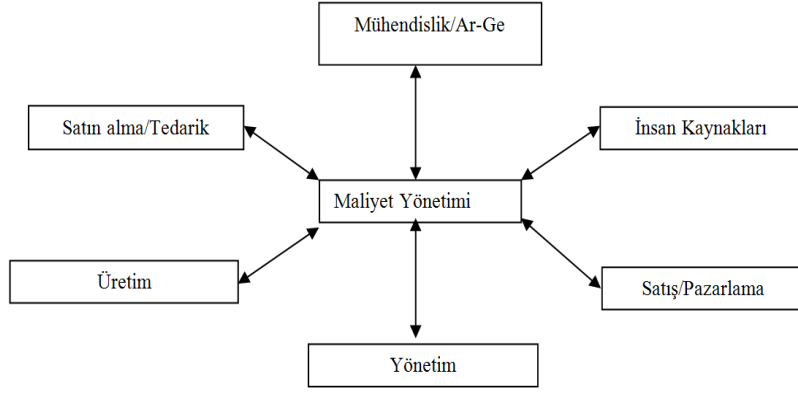 Mühendislik/Ar-Ge
Satın alma/Tedarik
İnsan Kaynakları
Maliyet Yönetimi
Üretim
Satış/Pazarlama
Yönetim